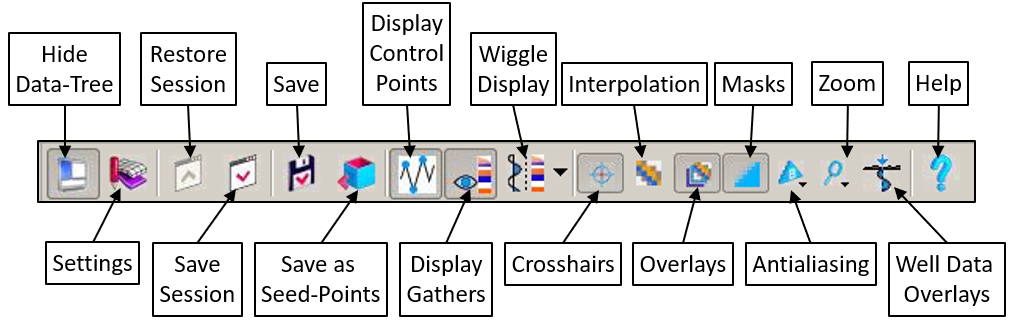 Hide
Data-Tree
Restore
Session
Save
Display
Control
Points
Wiggle
Display
Interpolation
Masks
Zoom
Help
B
Settings
Save
Session
Save as
Seed-Points
Display
Gathers
Crosshairs
Overlays
Antialiasing
Well Data
Overlays